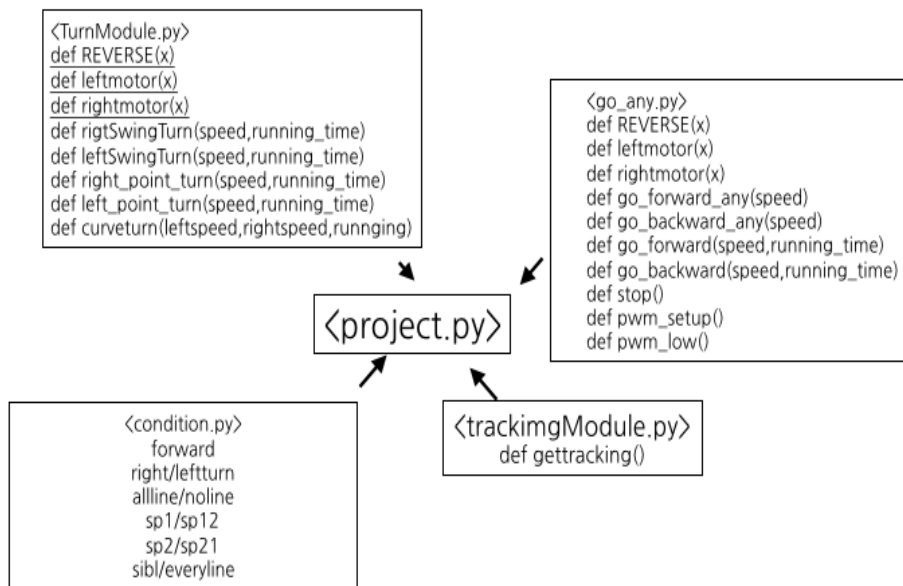 <TurnModule.py>
def REVERSE(x)
def leftmotor(x)
def rightmotor(x)
def rigtSwingTurn(speed,running_time)
def leftSwingTurn(speed,running_time)
def right_point_turn(speed,running_time)
def left_point_turn(speed,running_time)
def curveturn(leftspeed,rightspeed,runnging)
<go_any.py>
def REVERSE(x)
def leftmotor(x)
def rightmotor(x)
def go_forward_any(speed)
def go_backward_any(speed)
def go_forward(speed,running_time)
def go_backward(speed,running_time)
def stop()
def pwm_setup()
def pwm_low()
<project.py>
<condition.py>
forward
right/leftturn
allline/noline
sp1/sp12
sp2/sp21
sibl/everyline
<trackimgModule.py>
def gettracking()